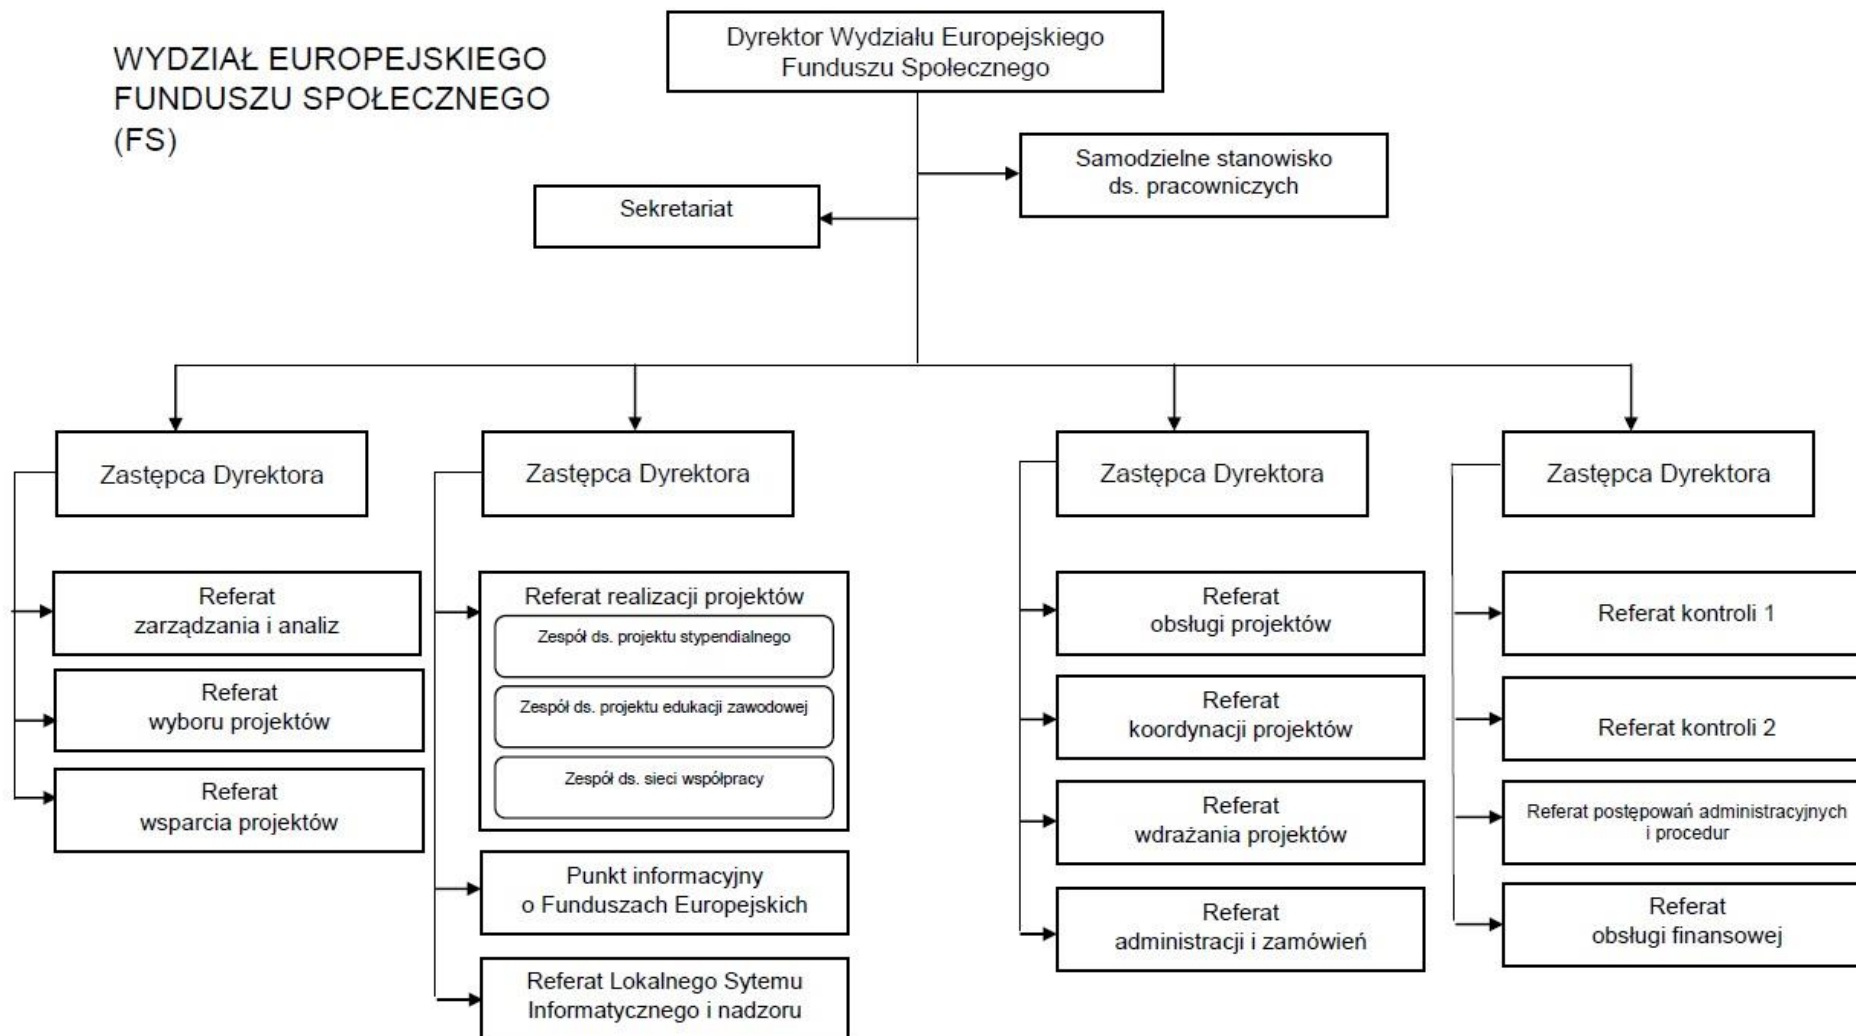 WYDZIAŁ EUROPEJSKIEGO
FUNDUSZU SPOŁECZNEGO
(FS)
Dyrektor Wydziału Europejskiego
Funduszu Społecznego
Samodzielne stanowisko
ds. pracowniczych
Sekretariat
Zastępca Dyrektora
Referat
zarządzania i analiz
Referat
wyboru projektów
Referat
wsparcia projektów
Zastępca Dyrektora
Referat realizacji projektów
Zespół ds. projektu stypendialnego
Zespół ds. projektu edukacji zawodowej
Zespół ds. sieci współpracy
Punkt informacyjny
o Funduszach Europejskich
Referat Lokalnego Sytemu
Informatycznego i nadzoru
Zastępca Dyrektora
Referat
obsługi projektów
Referat
koordynacji projektów
Referat
wdrażania projektów
Referat
administracji i zamówień
Zastępca Dyrektora
Referat kontroli 1
Referat kontroli 2
Referat postępowań administracyjnych
i procedur
Referat
obsługi finansowej